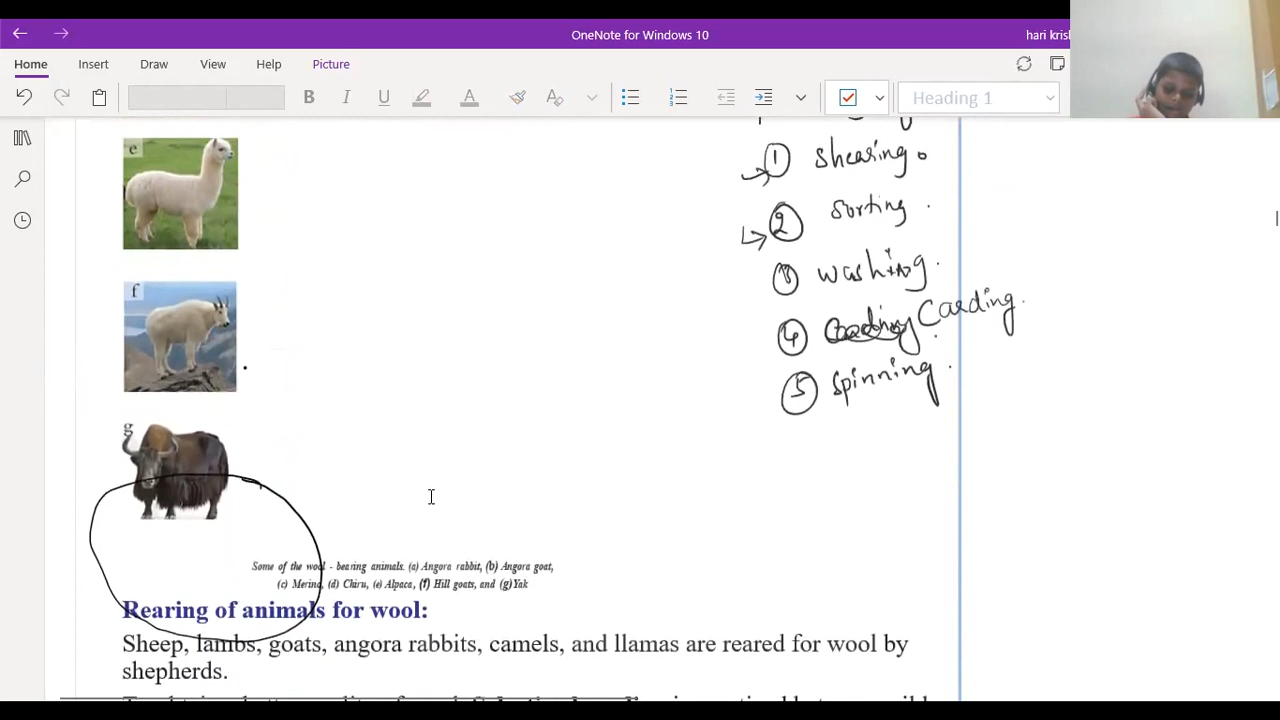 OneNote for Windows 10
hari krish
Home Insert Draw View Help Picture
B I U A Heading 1
e
① shearing.
② sorting.
f
washing.
④ Carding.
⑤ spinning.
g
Some of the wool - bearing animals. (a) Angora rabbit, (b) Angora goat,
(c) Merino, (d) Chiru, (e) Alpaca, (f) Hill goats, and (g)Yak
Rearing of animals for wool:
Sheep, lambs, goats, angora rabbits, camels, and llamas are reared for wool by
shepherds.